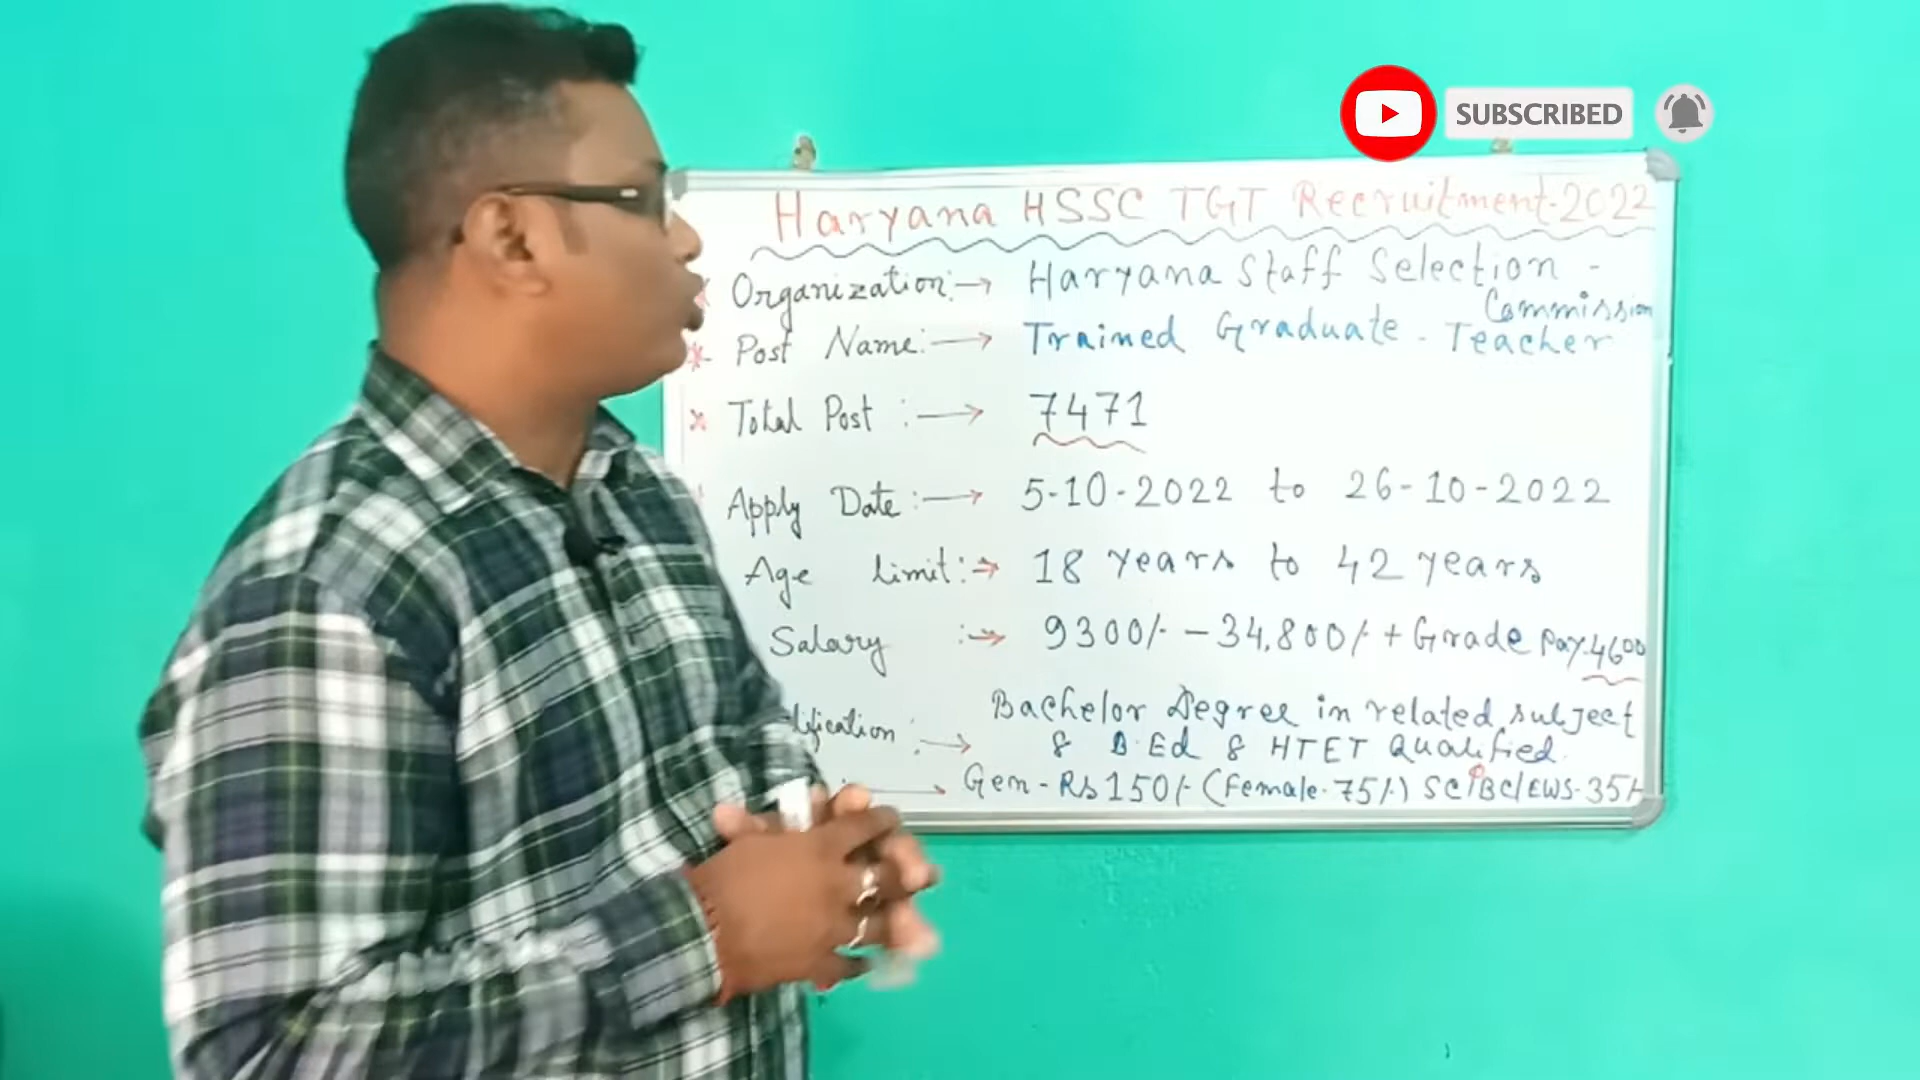 SUBSCRIBED
Haryana HSSC TGT Recruitment-2022
Organization:→ Haryana Staff Selection -
Commission
* Post Name:→ Trained Graduate - Teacher
* Total Post :→ 7471
Apply Date:→ 5-10-2022 to 26-10-2022
Age limit:→ 18 years to 42 years
Salary :→ 9300/- - 34,800/- + Grade Pay-4600
Bachelor Degree in related subject
lification :→ & B.Ed & HTET Qualified.
→ Gen - Rs 150/- (Female-75/-) SC/BC/EWS-35/-